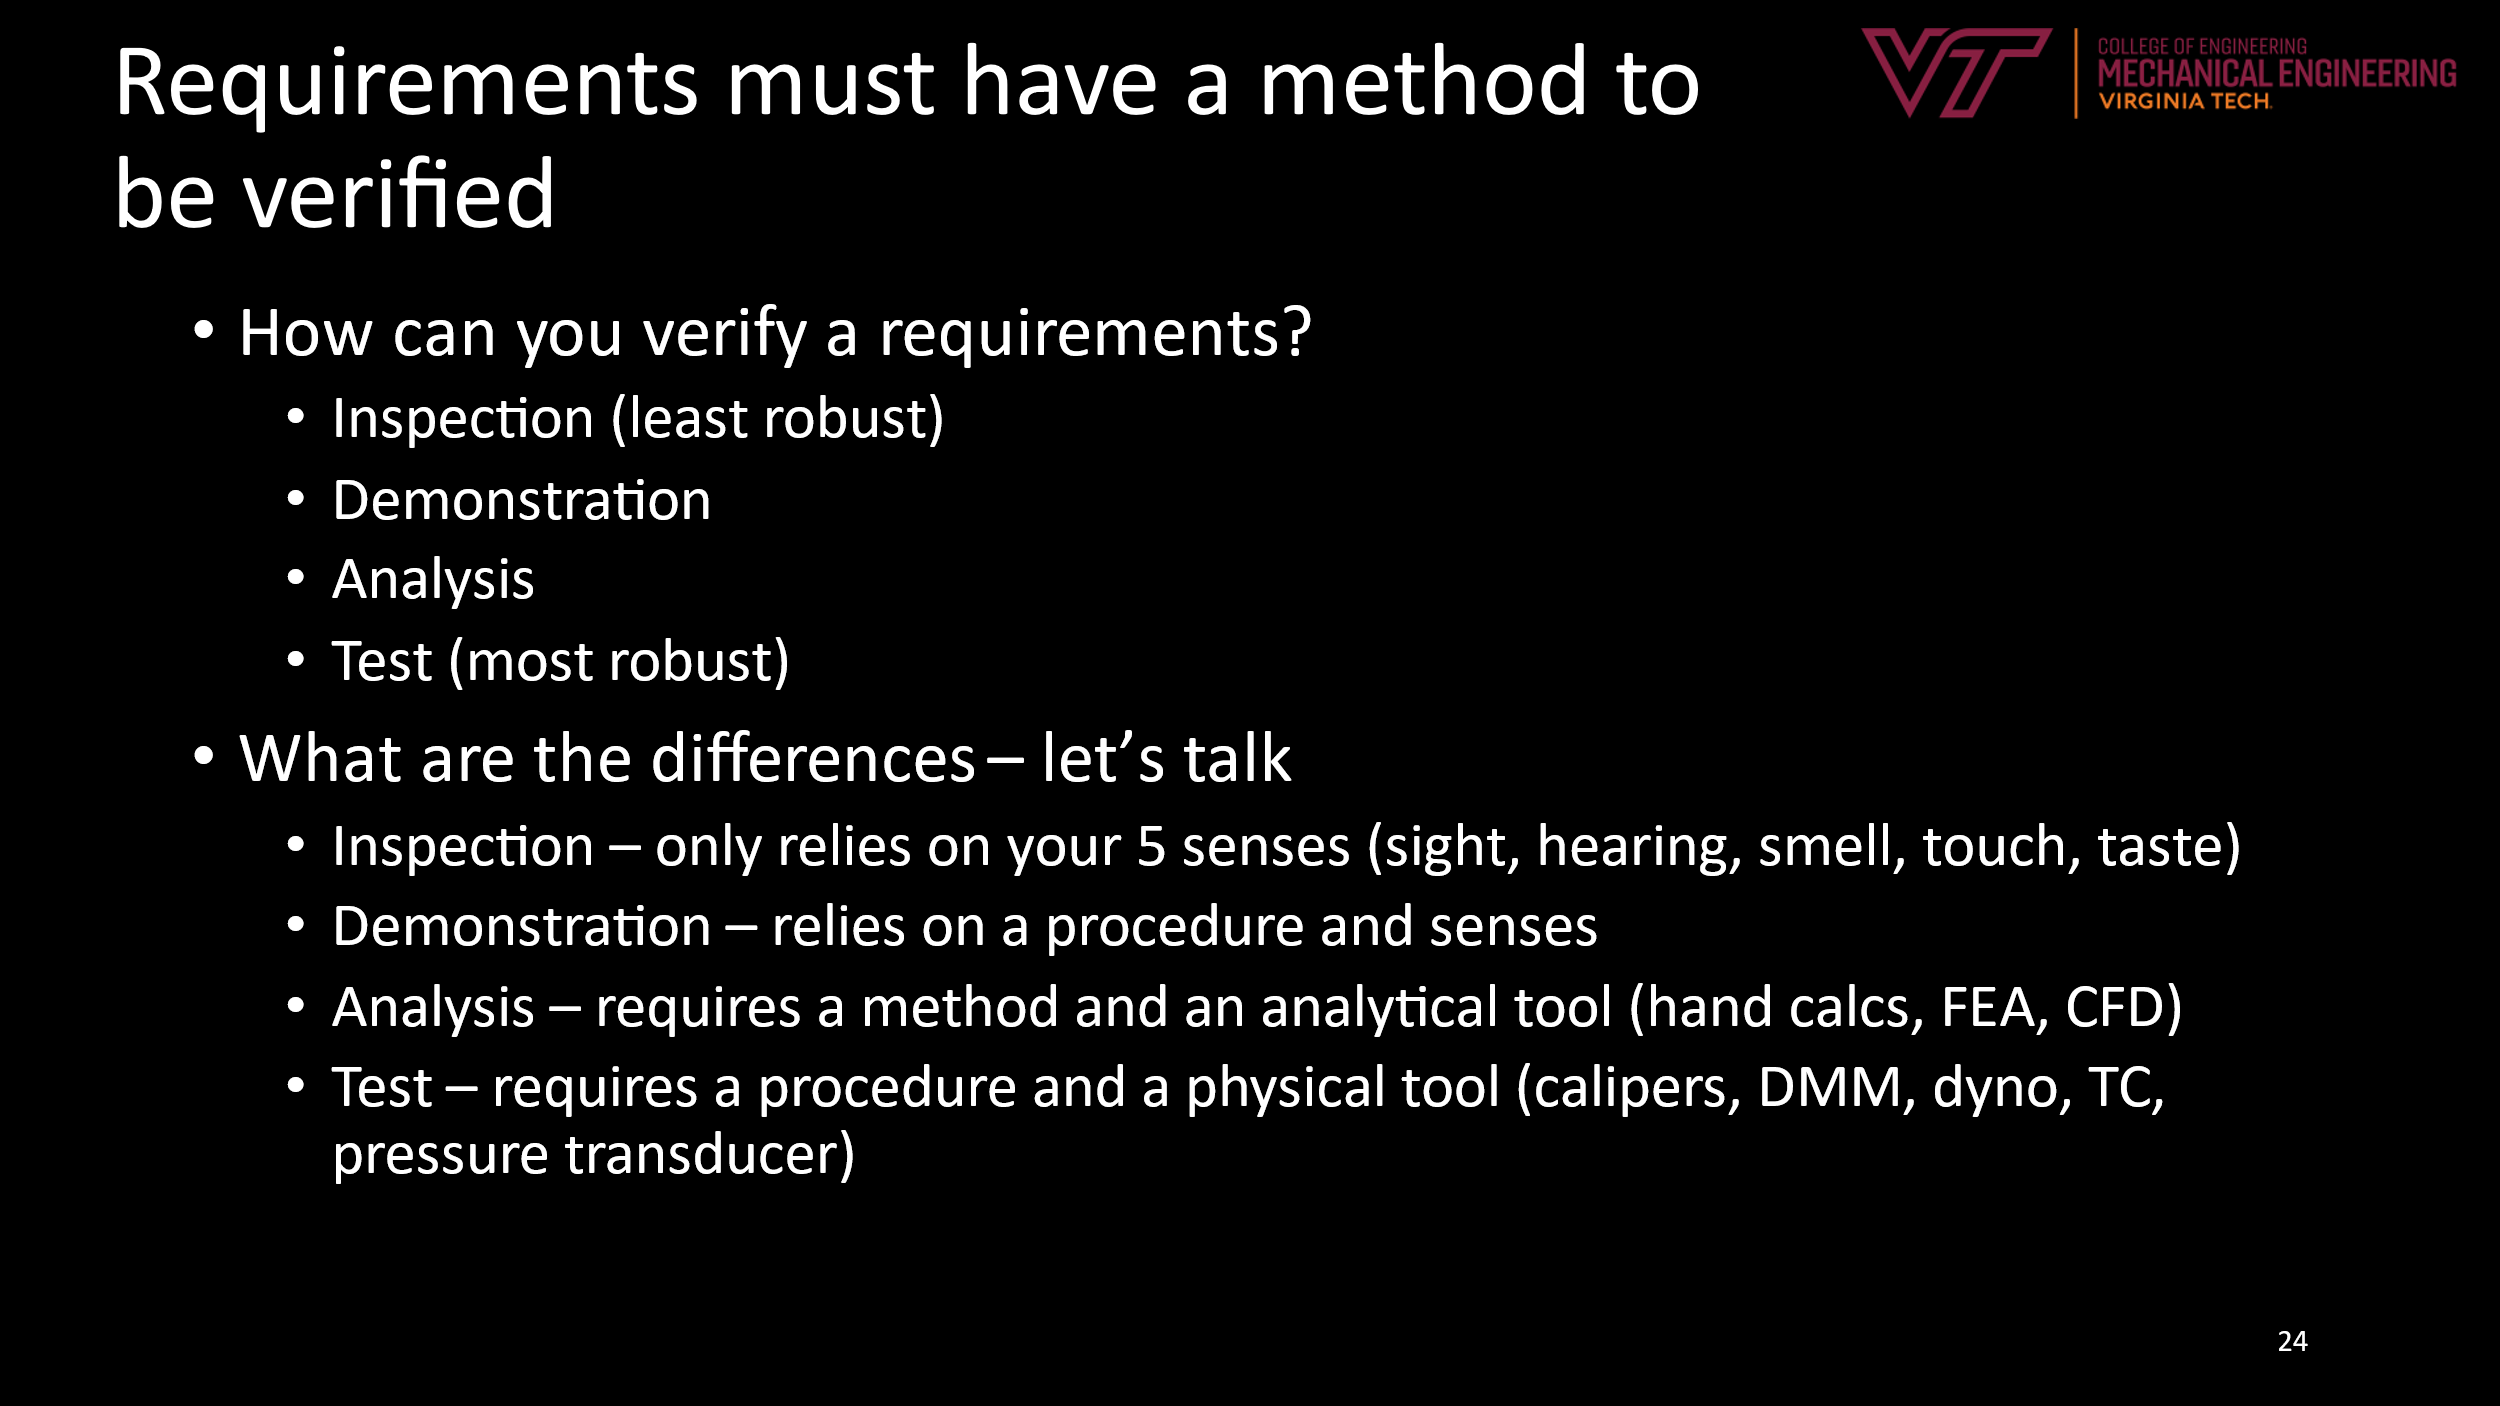 Requirements must have a method to
be verified
COLLEGE OF ENGINEERING
MECHANICAL ENGINEERING
VIRGINIA TECH.
• How can you verify a requirements?
• Inspection (least robust)
• Demonstration
• Analysis
• Test (most robust)
• What are the differences – let’s talk
• Inspection – only relies on your 5 senses (sight, hearing, smell, touch, taste)
• Demonstration – relies on a procedure and senses
• Analysis – requires a method and an analytical tool (hand calcs, FEA, CFD)
• Test – requires a procedure and a physical tool (calipers, DMM, dyno, TC,
pressure transducer)
24